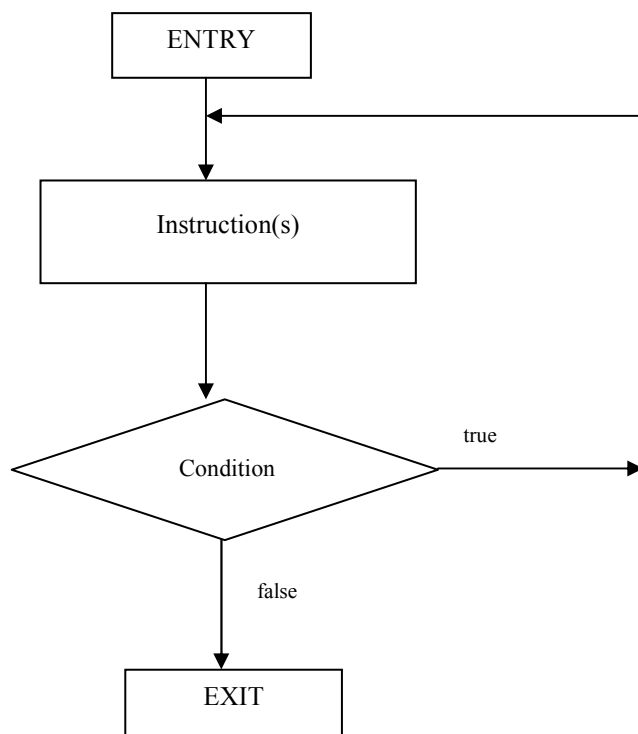 ENTRY
Instruction(s)
Condition
true
false
EXIT